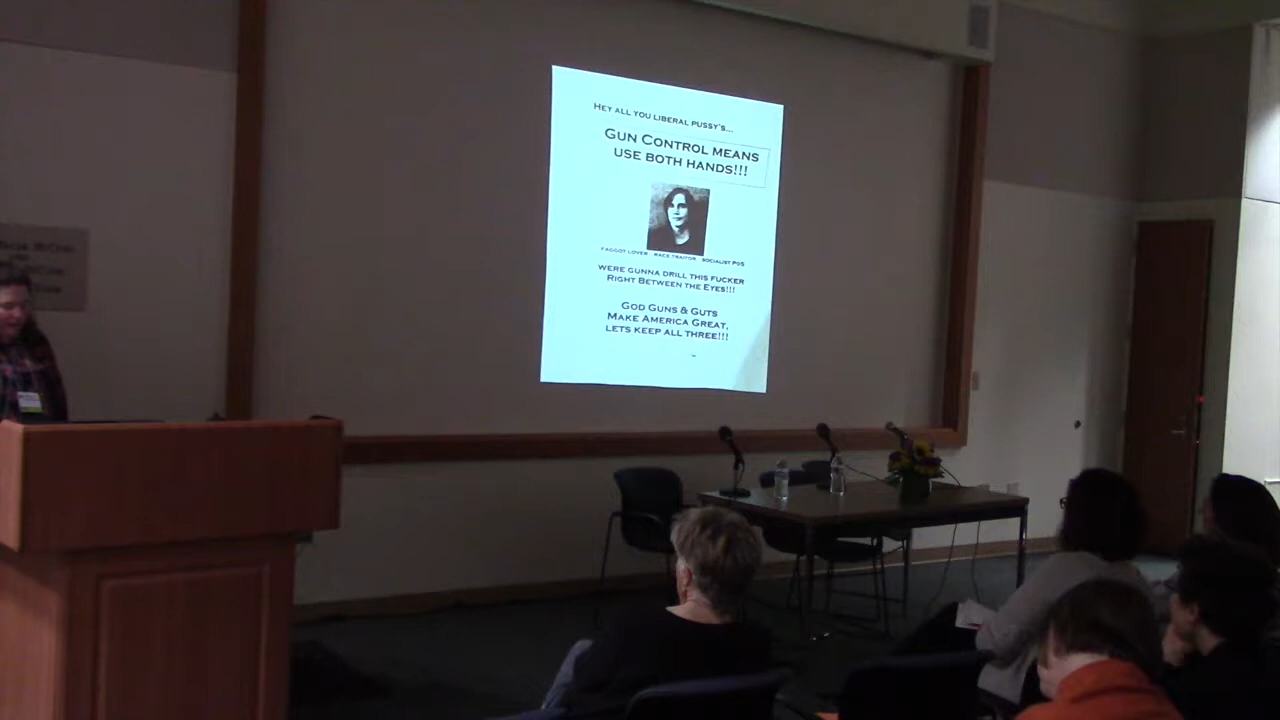 HEY ALL YOU LIBERAL PUSSY'S...
GUN CONTROL MEANS
USE BOTH HANDS!!!
FAGGOT LOVER RACE TRAITOR SOCIALIST POS
WERE GUNNA DRILL THIS FUCKER
RIGHT BETWEEN THE EYES!!!
GOD GUNS & GUTS
MAKE AMERICA GREAT,
LETS KEEP ALL THREE!!!